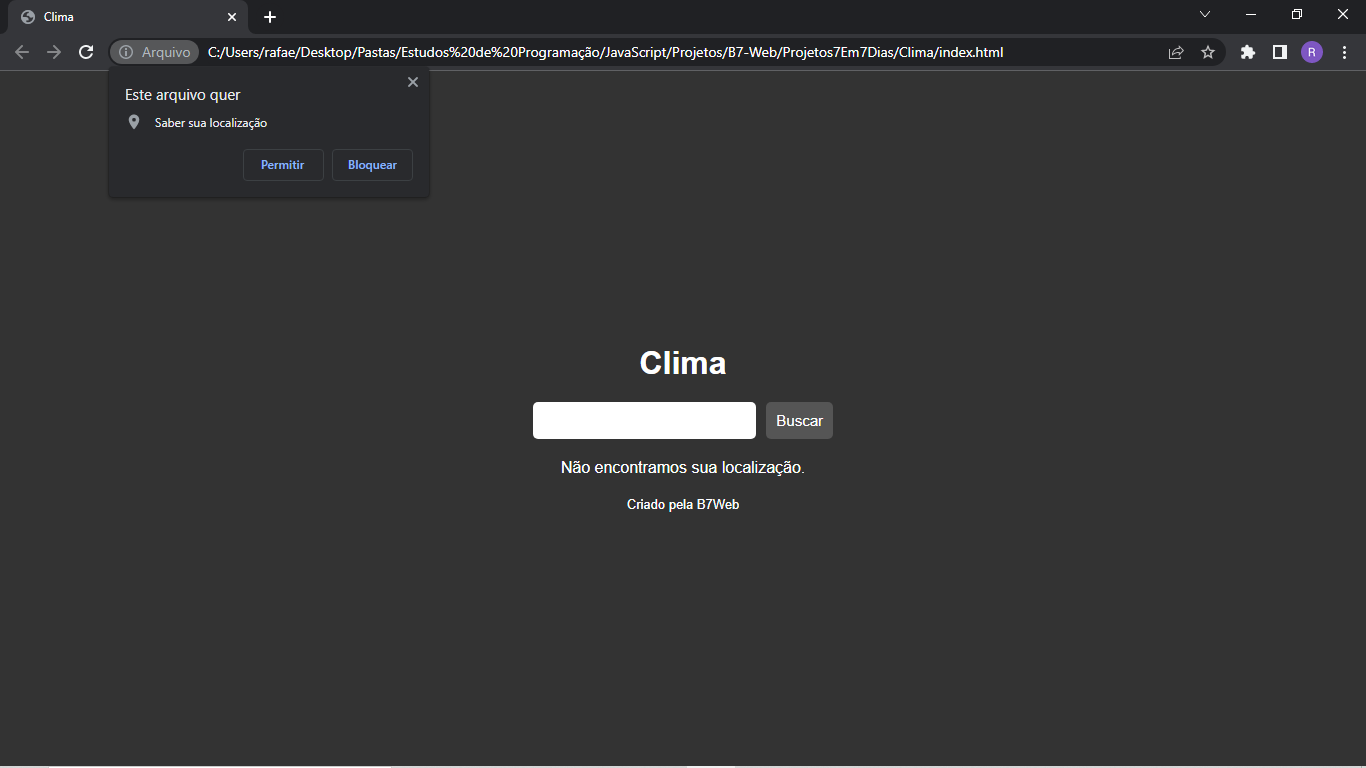 Clima
Arquivo
C:/Users/rafae/Desktop/Pastas/Estudos%20de%20Programação/JavaScript/Projetos/B7-Web/Projetos7Em7Dias/Clima/index.html
R
Este arquivo quer
Saber sua localização
Permitir
Bloquear
Clima
Buscar
Não encontramos sua localização.
Criado pela B7Web